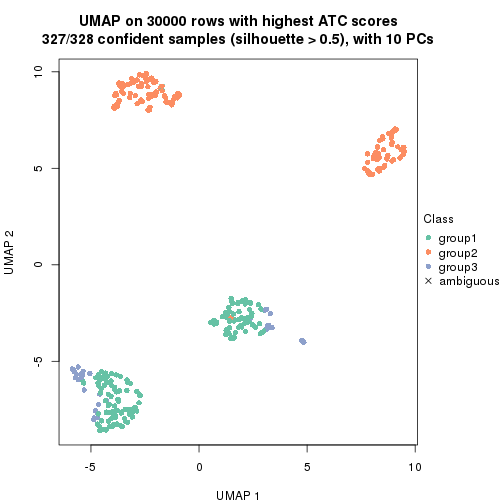 UMAP on 30000 rows with highest ATC scores
327/328 confident samples (silhouette > 0.5), with 10 PCs
10
5
0
-5
UMAP 2
-5
0
5
10
UMAP 1
Class
group1
group2
group3
ambiguous